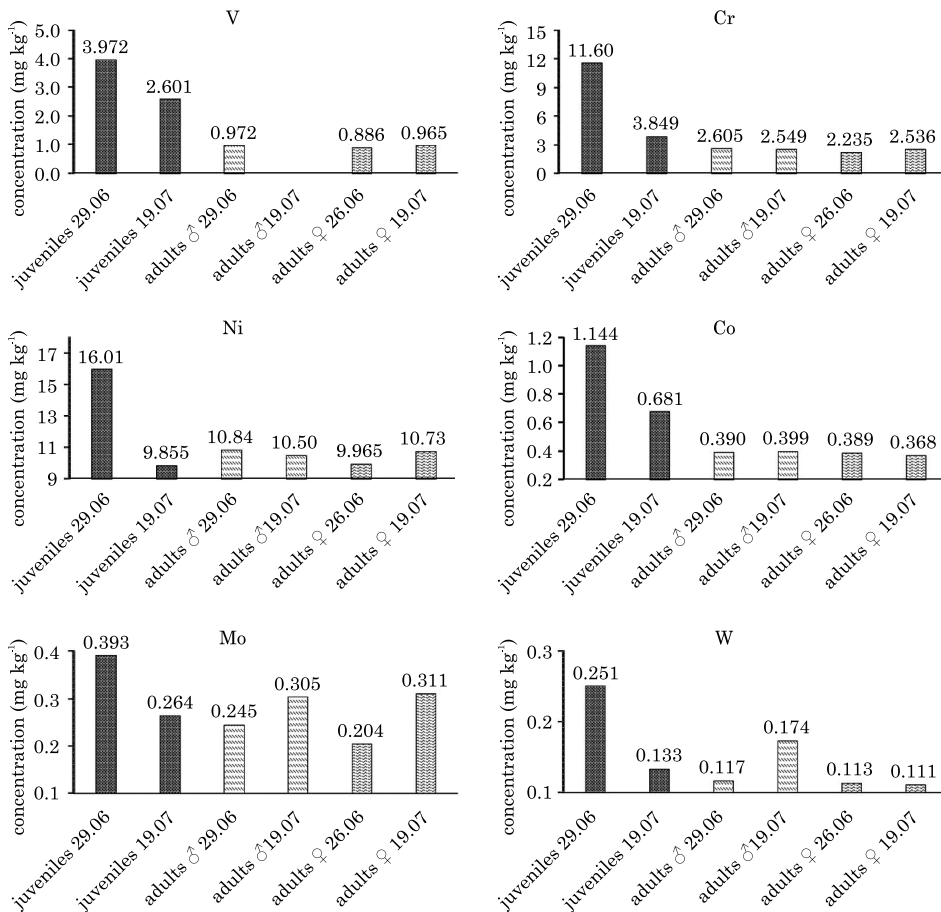 V
concentration (mg kg⁻¹)
5.0
4.0
3.0
2.0
1.0
0.0
3.972
2.601
0.972
0.886
0.965
juveniles 29.06
juveniles 19.07
adults ♂ 29.06
adults ♂19.07
adults ♀ 26.06
adults ♀ 19.07
Cr
concentration (mg kg⁻¹)
15
12
9
6
3
0
11.60
3.849
2.605
2.549
2.235
2.536
juveniles 29.06
juveniles 19.07
adults ♂ 29.06
adults ♂19.07
adults ♀ 26.06
adults ♀ 19.07
Ni
concentration (mg kg⁻¹)
17
15
13
11
9
16.01
9.855
10.84
10.50
9.965
10.73
juveniles 29.06
juveniles 19.07
adults ♂ 29.06
adults ♂19.07
adults ♀ 26.06
adults ♀ 19.07
Co
concentration (mg kg⁻¹)
1.2
1.0
0.8
0.6
0.4
0.2
1.144
0.681
0.390
0.399
0.389
0.368
juveniles 29.06
juveniles 19.07
adults ♂ 29.06
adults ♂19.07
adults ♀ 26.06
adults ♀ 19.07
Mo
concentration (mg kg⁻¹)
0.4
0.3
0.2
0.1
0.393
0.264
0.245
0.305
0.204
0.311
juveniles 29.06
juveniles 19.07
adults ♂ 29.06
adults ♂19.07
adults ♀ 26.06
adults ♀ 19.07
W
concentration (mg kg⁻¹)
0.3
0.2
0.1
0.251
0.133
0.117
0.174
0.113
0.111
juveniles 29.06
juveniles 19.07
adults ♂ 29.06
adults ♂19.07
adults ♀ 26.06
adults ♀ 19.07